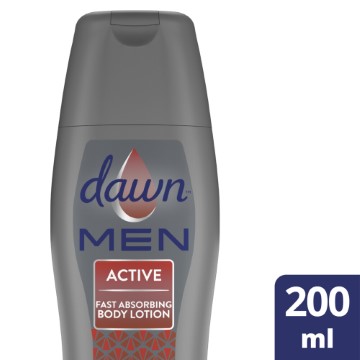 dawn
MEN
ACTIVE
FAST ABSORBING
BODY LOTION
200
ml